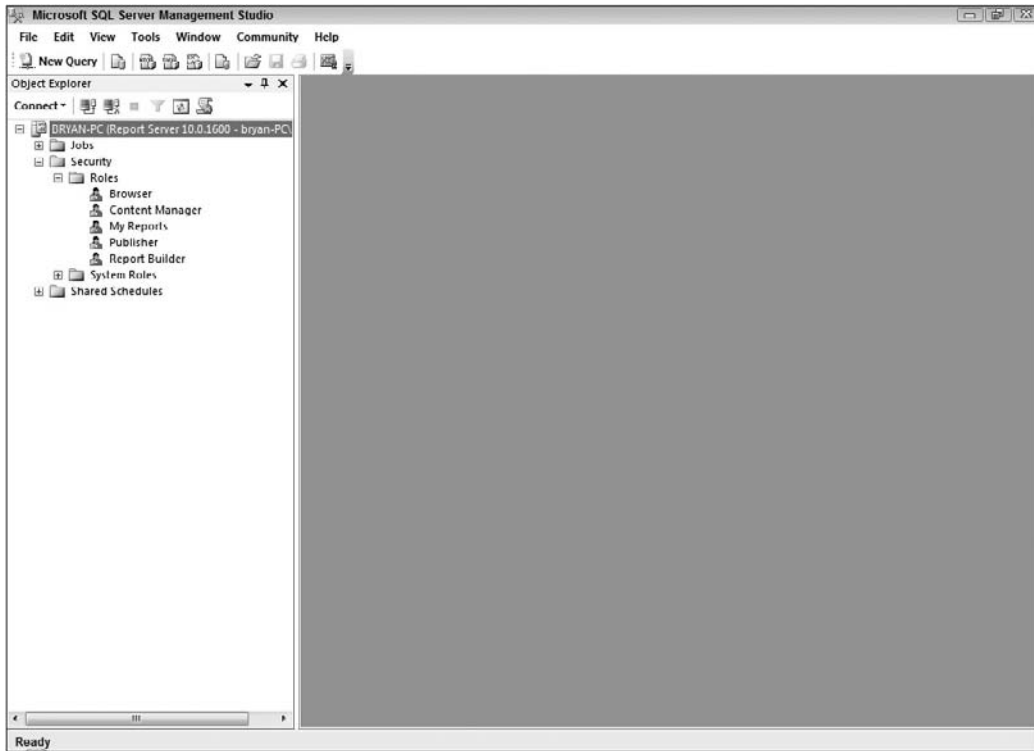 Microsoft SQL Server Management Studio
File Edit View Tools Window Community Help
New Query
Object Explorer
Connect
BRYAN-PC (Report Server 10.0.1600 - bryan-PC\
Jobs
Security
Roles
Browser
Content Manager
My Reports
Publisher
Report Builder
System Roles
Shared Schedules
Ready